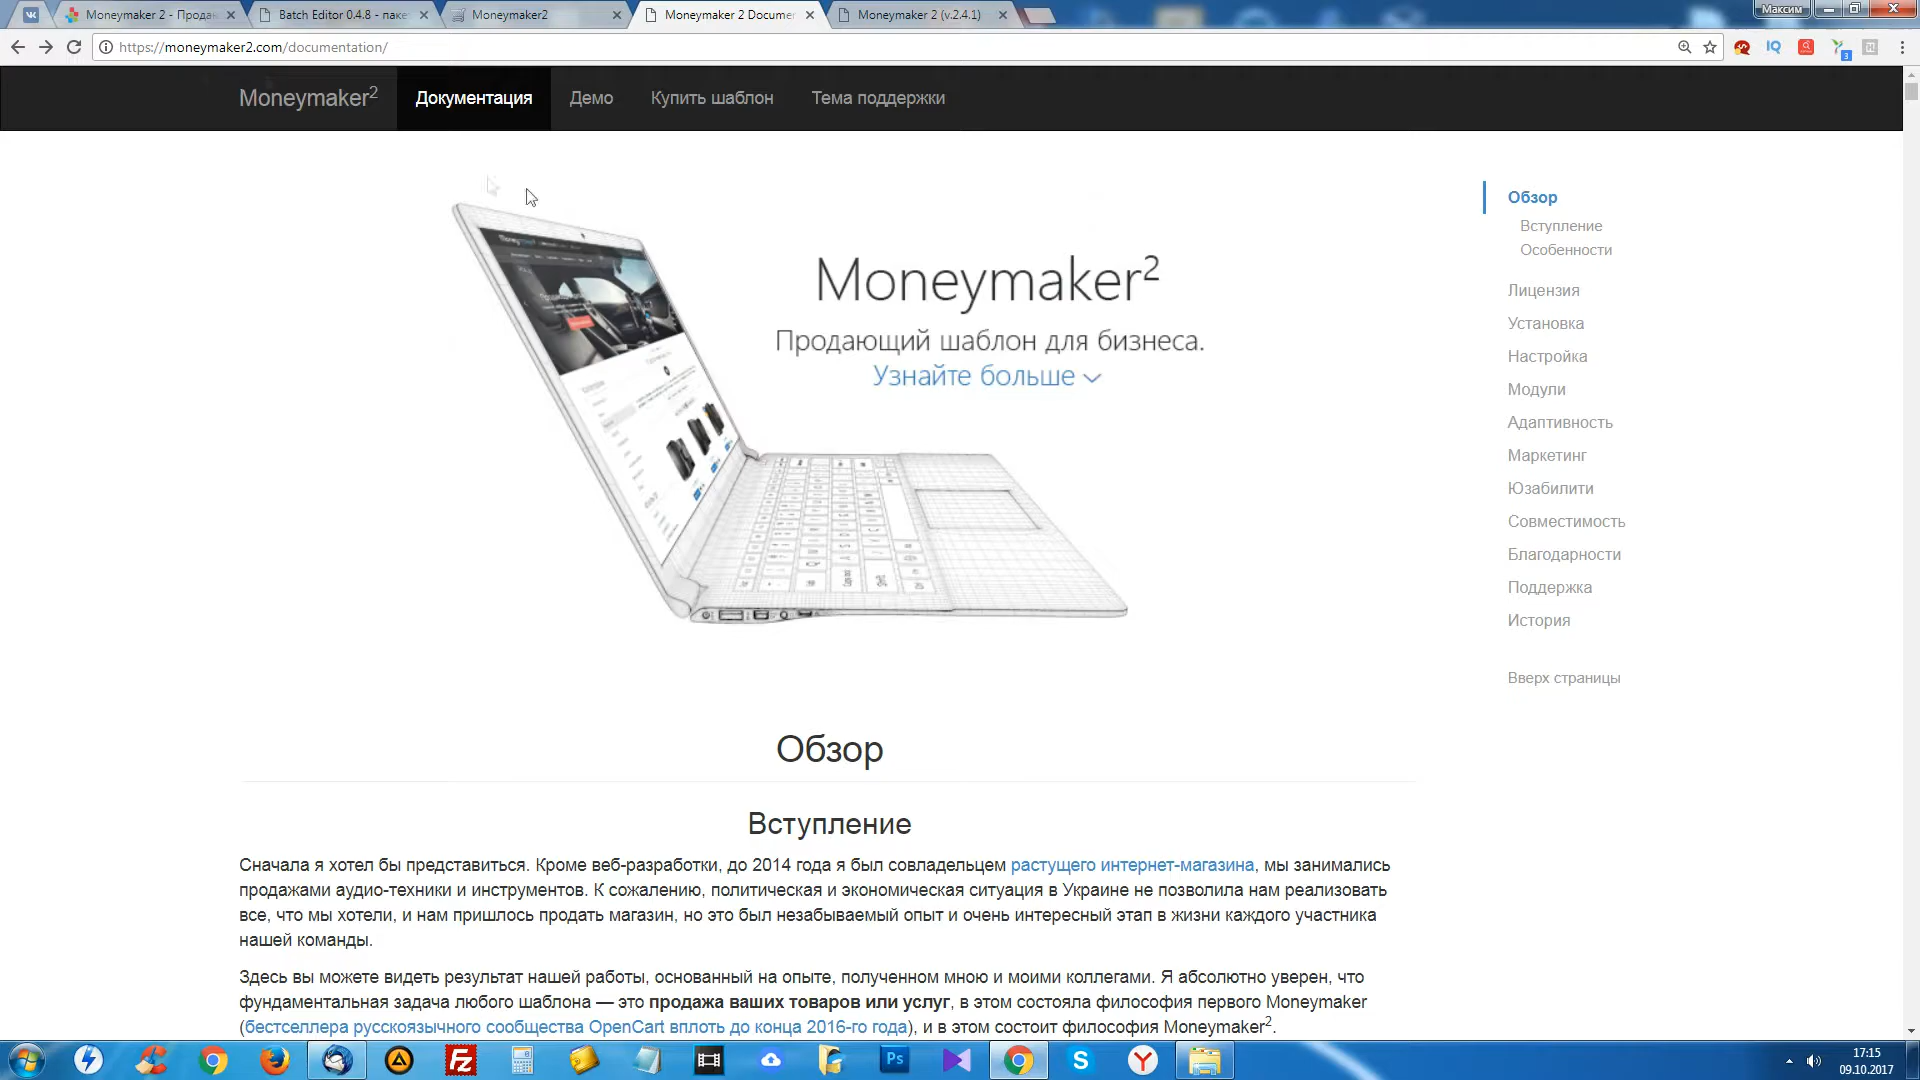 Moneymaker 2 - Прода
Batch Editor 0.4.8 - паке
Moneymaker2
Moneymaker 2 Docume
Moneymaker 2 (v.2.4.1)
Максим
https://moneymaker2.com/documentation/
Moneymaker2
Документация
Демо
Купить шаблон
Тема поддержки
Moneymaker2
Продающий шаблон для бизнеса.
Узнайте больше
Обзор
Вступление
Особенности
Лицензия
Установка
Настройка
Модули
Адаптивность
Маркетинг
Юзабилити
Совместимость
Благодарности
Поддержка
История
Вверх страницы
Обзор
Вступление
Сначала я хотел бы представиться. Кроме веб-разработки, до 2014 года я был совладельцем растущего интернет-магазина, мы занимались
продажами аудио-техники и инструментов. К сожалению, политическая и экономическая ситуация в Украине не позволила нам реализовать
все, что мы хотели, и нам пришлось продать магазин, но это был незабываемый опыт и очень интересный этап в жизни каждого участника
нашей команды.
Здесь вы можете видеть результат нашей работы, основанный на опыте, полученном мною и моими коллегами. Я абсолютно уверен, что
фундаментальная задача любого шаблона — это продажа ваших товаров или услуг, в этом состояла философия первого Moneymaker
(бестселлера русскоязычного сообщества OpenCart вплоть до конца 2016-го года), и в этом состоит философия Moneymaker2.
17:15
09.10.2017